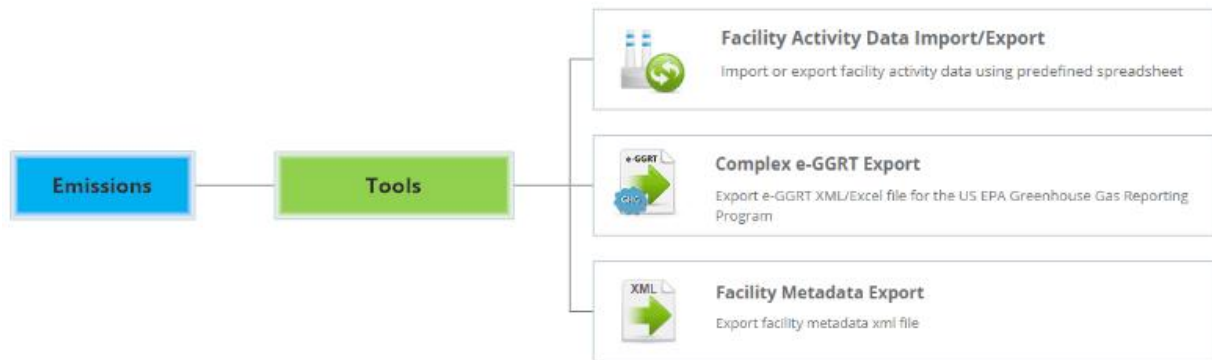 Facility Activity Data Import/Export
Import or export facility activity data using predefined spreadsheet
Emissions
Tools
e-GGRT
GHG
Complex e-GGRT Export
Export e-GGRT XML/Excel file for the US EPA Greenhouse Gas Reporting
Program
XML
Facility Metadata Export
Export facility metadata xml file